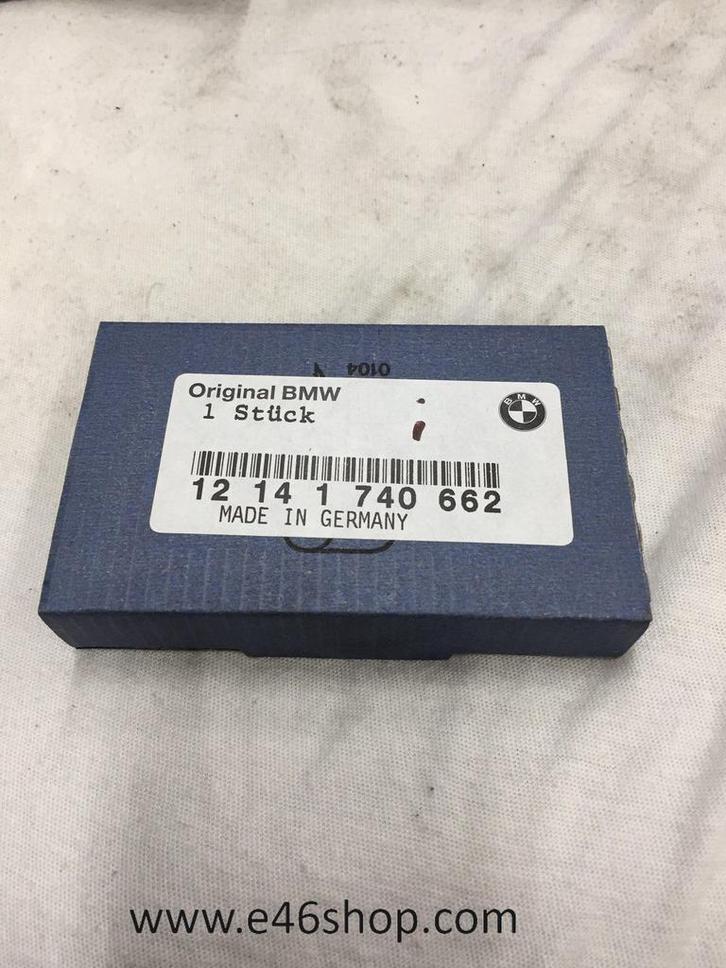 0104
Original BMW
1 Stück
BMW
12 14 1 740 662
MADE IN GERMANY
www.e46shop.com